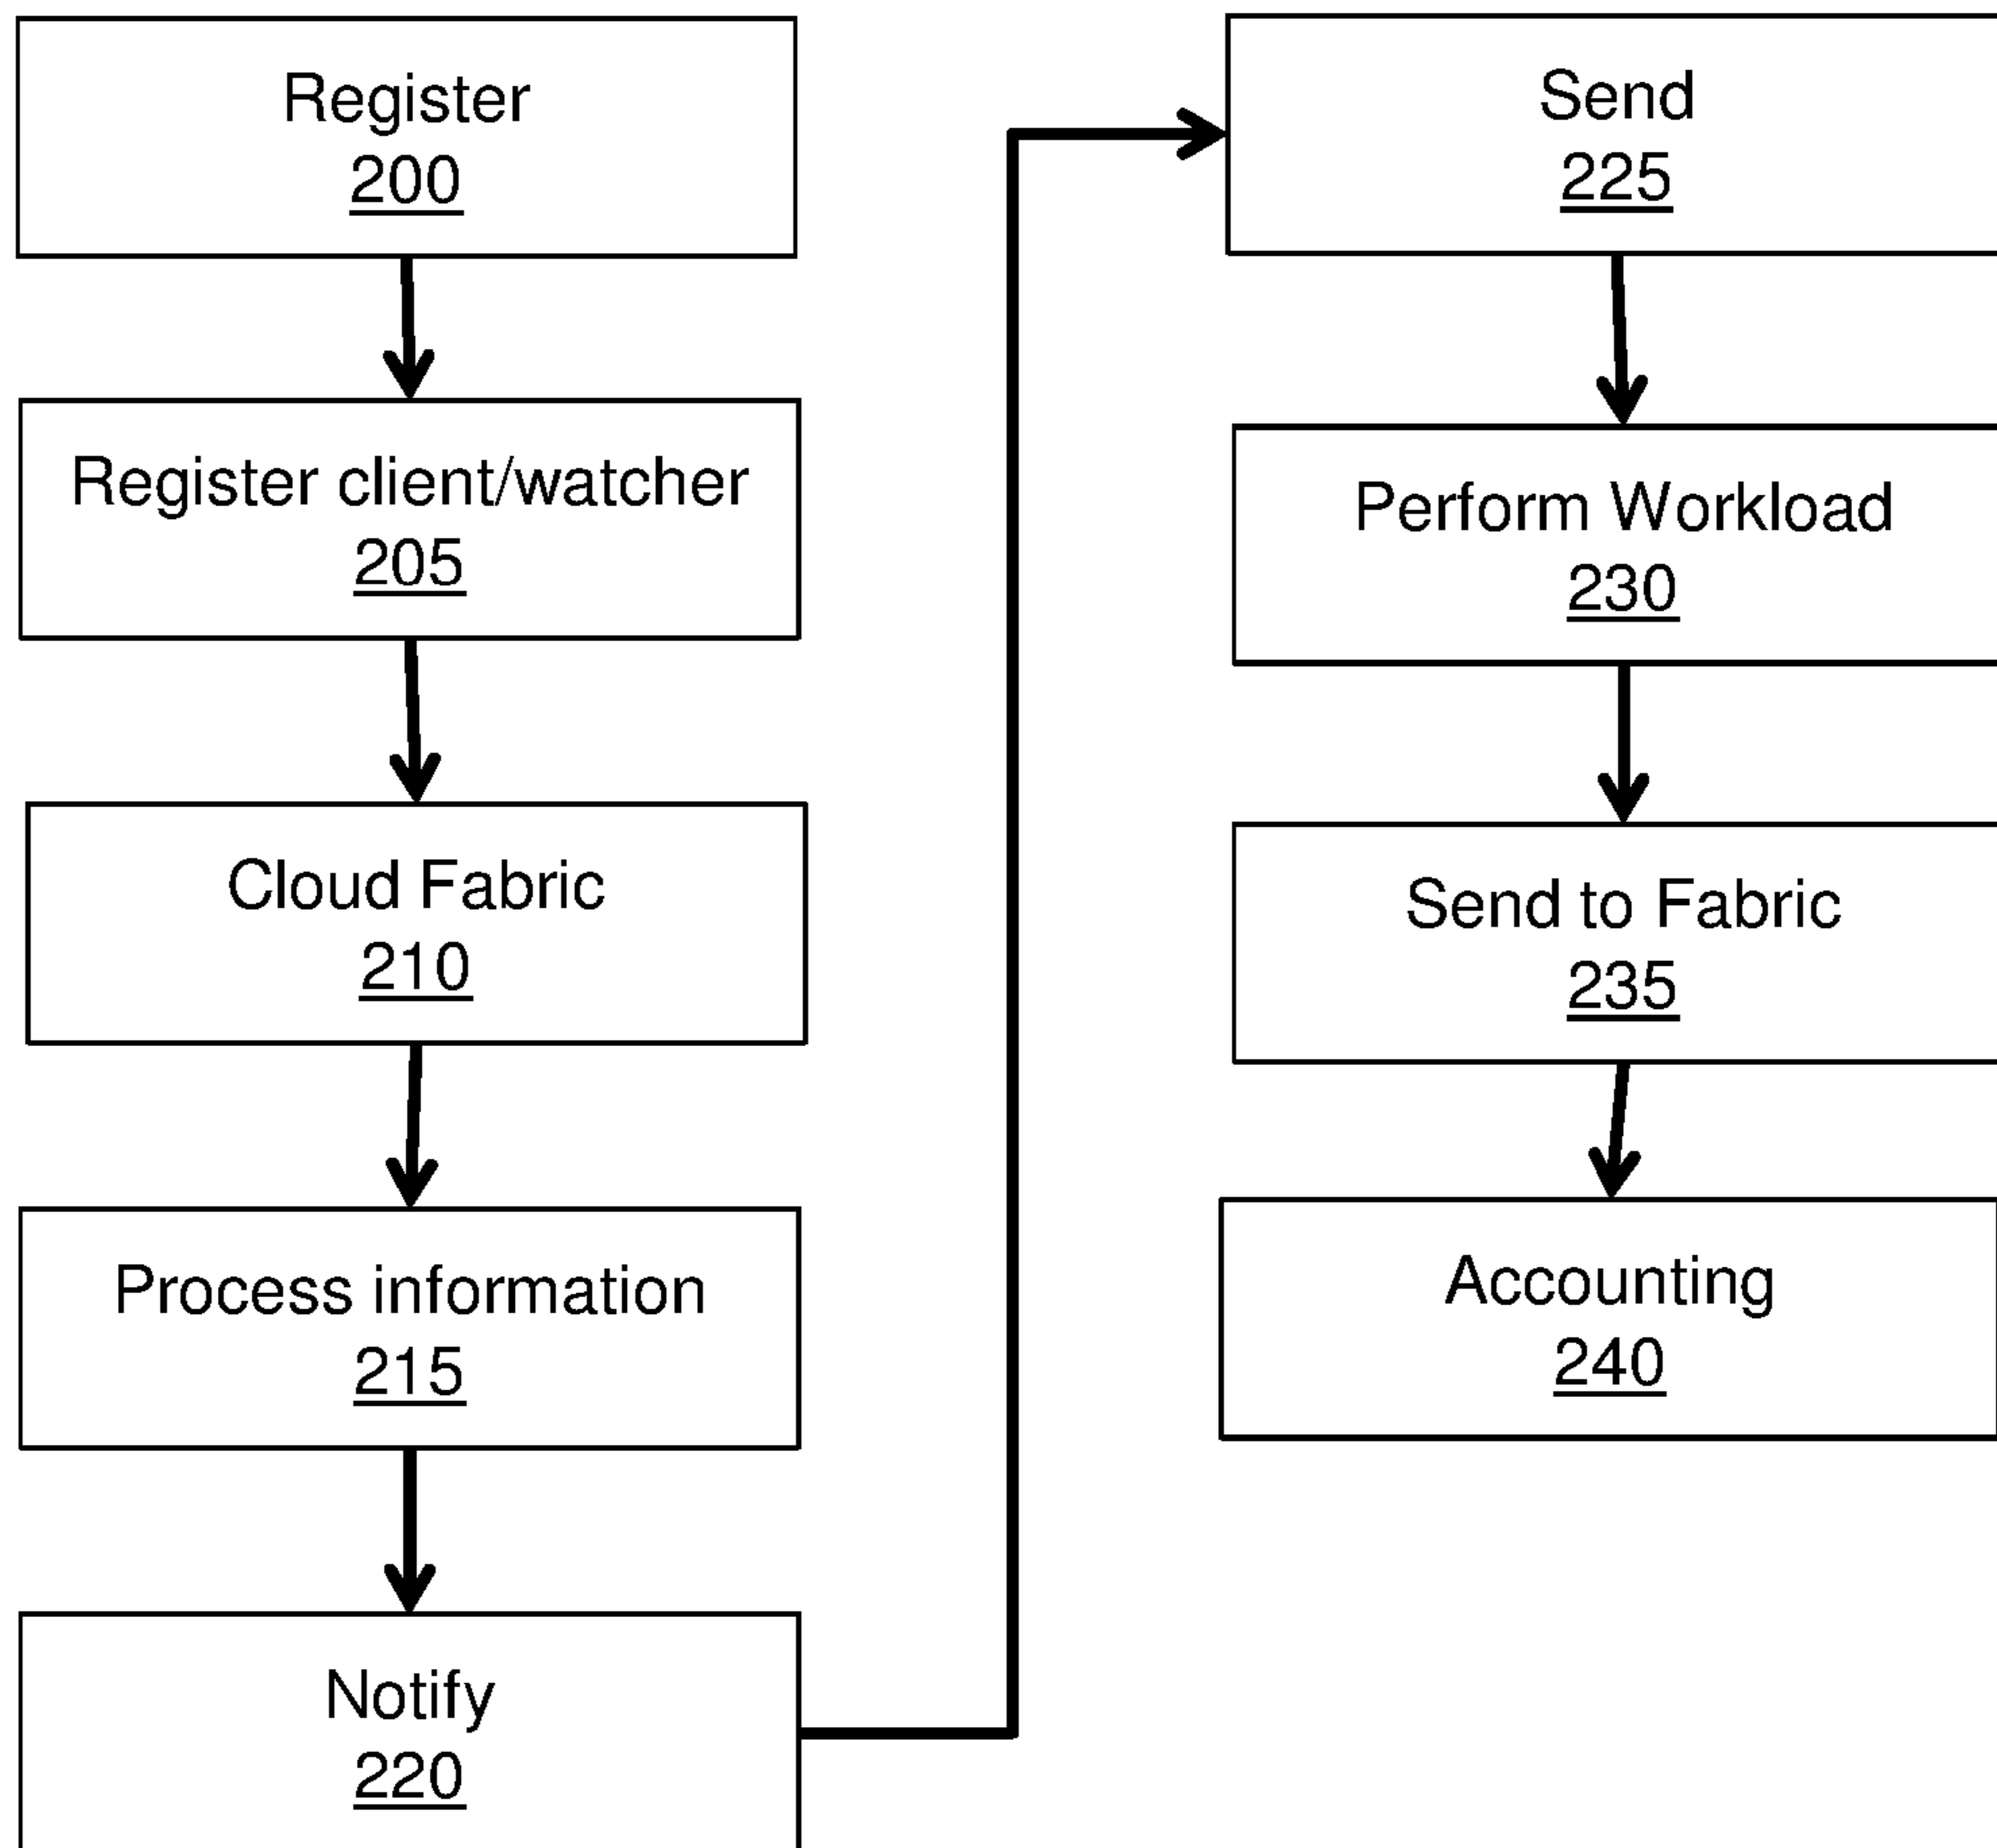 Register
200
Register client/watcher
205
Cloud Fabric
210
Process information
215
Notify
220
Send
225
Perform Workload
230
Send to Fabric
235
Accounting
240